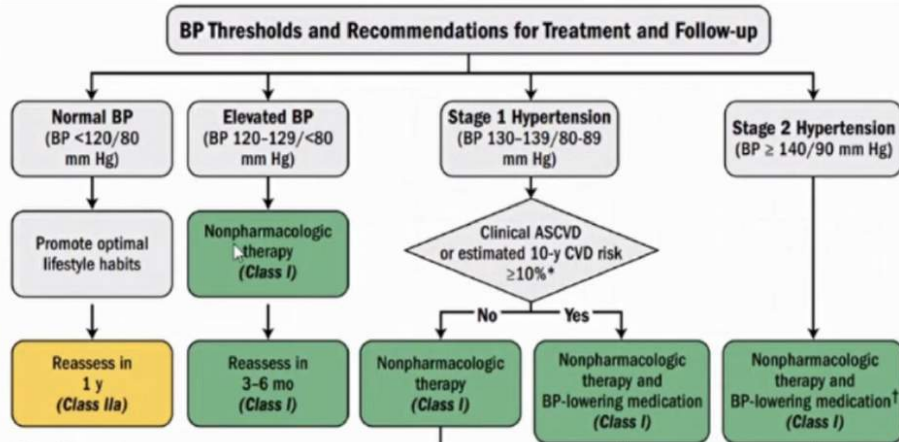 BP Thresholds and Recommendations for Treatment and Follow-up
Normal BP
(BP <120/80
mm Hg)
Elevated BP
(BP 120–129/<80
mm Hg)
Stage 1 Hypertension
(BP 130–139/80-89
mm Hg)
Stage 2 Hypertension
(BP ≥ 140/90 mm Hg)
Promote optimal
lifestyle habits
Nonpharmacologic
therapy
(Class I)
Clinical ASCVD
or estimated 10-y CVD risk
≥10%*
No
Yes
Reassess in
1 y
(Class IIa)
Reassess in
3–6 mo
(Class I)
Nonpharmacologic
therapy
(Class I)
Nonpharmacologic
therapy and
BP-lowering medication
(Class I)
Nonpharmacologic
therapy and
BP-lowering medication†
(Class I)